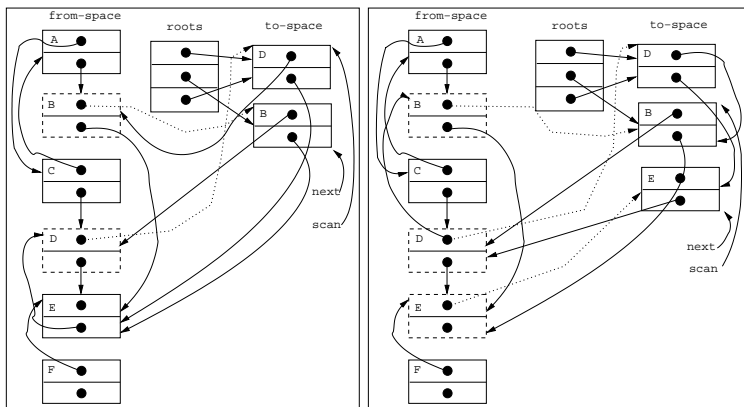 from-space
roots
to-space
A
B
C
D
E
F
D
B
next
scan
from-space
roots
to-space
A
B
C
D
E
F
D
B
E
next
scan